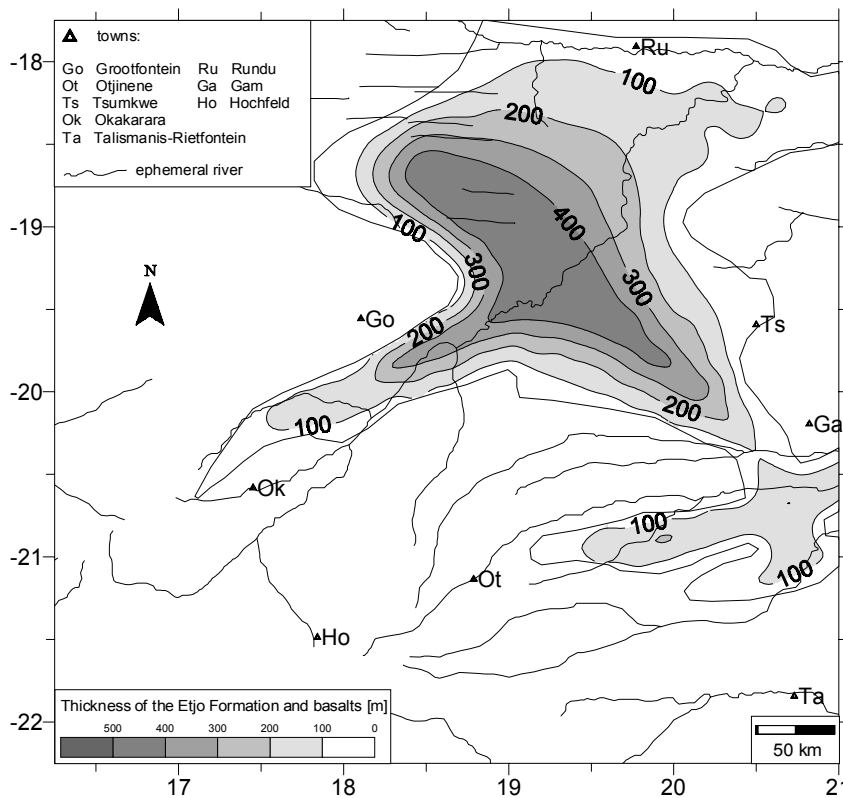 towns:
Go Grootfontein Ru Rundu
Ot Otjinene Ga Gam
Ts Tsumkwe Ho Hochfeld
Ok Okakarara
Ta Talismanis-Rietfontein
ephemeral river
-18
-19
-20
-21
-22
17 18 19 20 21
N
Ru
100
200
400
100
300
300
Go
200
Ts
200
100
Ga
Ok
100
Ot
100
Ho
Ta
Thickness of the Etjo Formation and basalts [m]
500 400 300 200 100 0
50 km